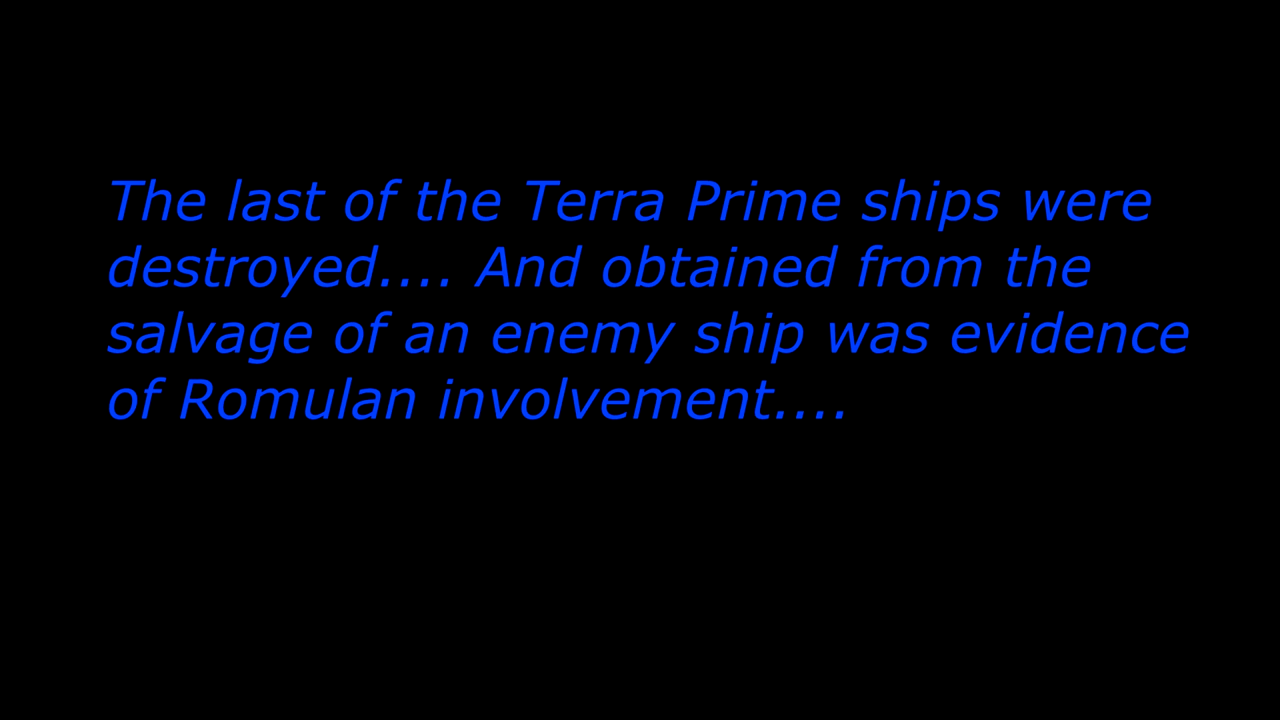 The last of the Terra Prime ships were
destroyed.... And obtained from the
salvage of an enemy ship was evidence
of Romulan involvement....